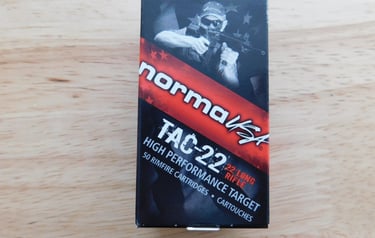 norma USA
TAC-22
.22 LONG
RIFLE
HIGH PERFORMANCE TARGET
50 RIMFIRE CARTRIDGES • CARTOUCHES